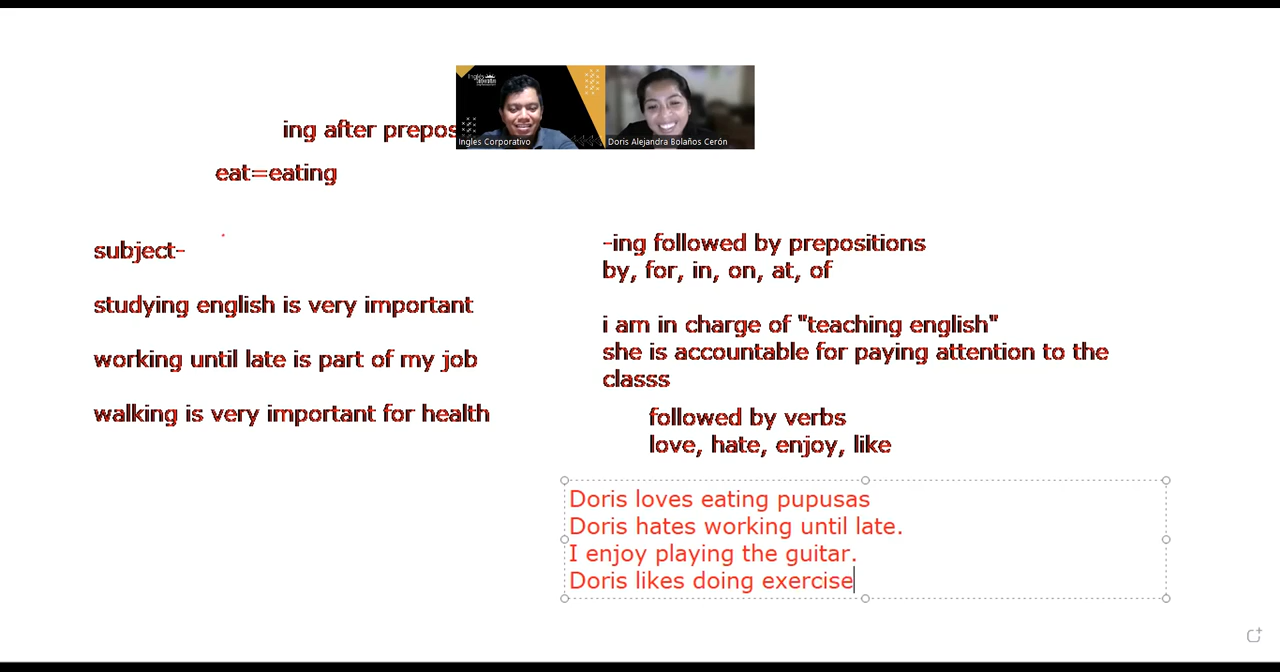 ing after prepos
Ingles Corporativo
Doris Alejandra Bolaños Cerón
eat=eating
subject-
studying english is very important
working until late is part of my job
walking is very important for health
-ing followed by prepositions
by, for, in, on, at, of
i am in charge of "teaching english"
she is accountable for paying attention to the
classs
followed by verbs
love, hate, enjoy, like
Doris loves eating pupusas
Doris hates working until late.
I enjoy playing the guitar.
Doris likes doing exercise